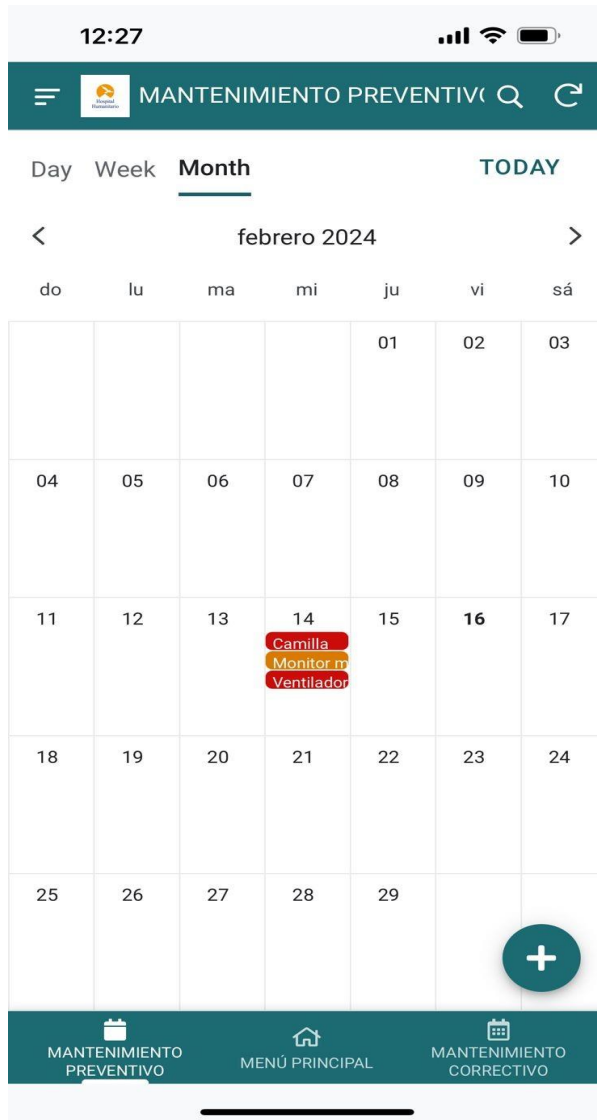 12:27
Hospital
Humanitario
MANTENIMIENTO PREVENTIV
Day Week Month TODAY
febrero 2024
do lu ma mi ju vi sá
01 02 03
04 05 06 07 08 09 10
11 12 13 14 15 16 17
Camilla
Monitor m
Ventilador
18 19 20 21 22 23 24
25 26 27 28 29
MANTENIMIENTO
PREVENTIVO
MENÚ PRINCIPAL
MANTENIMIENTO
CORRECTIVO